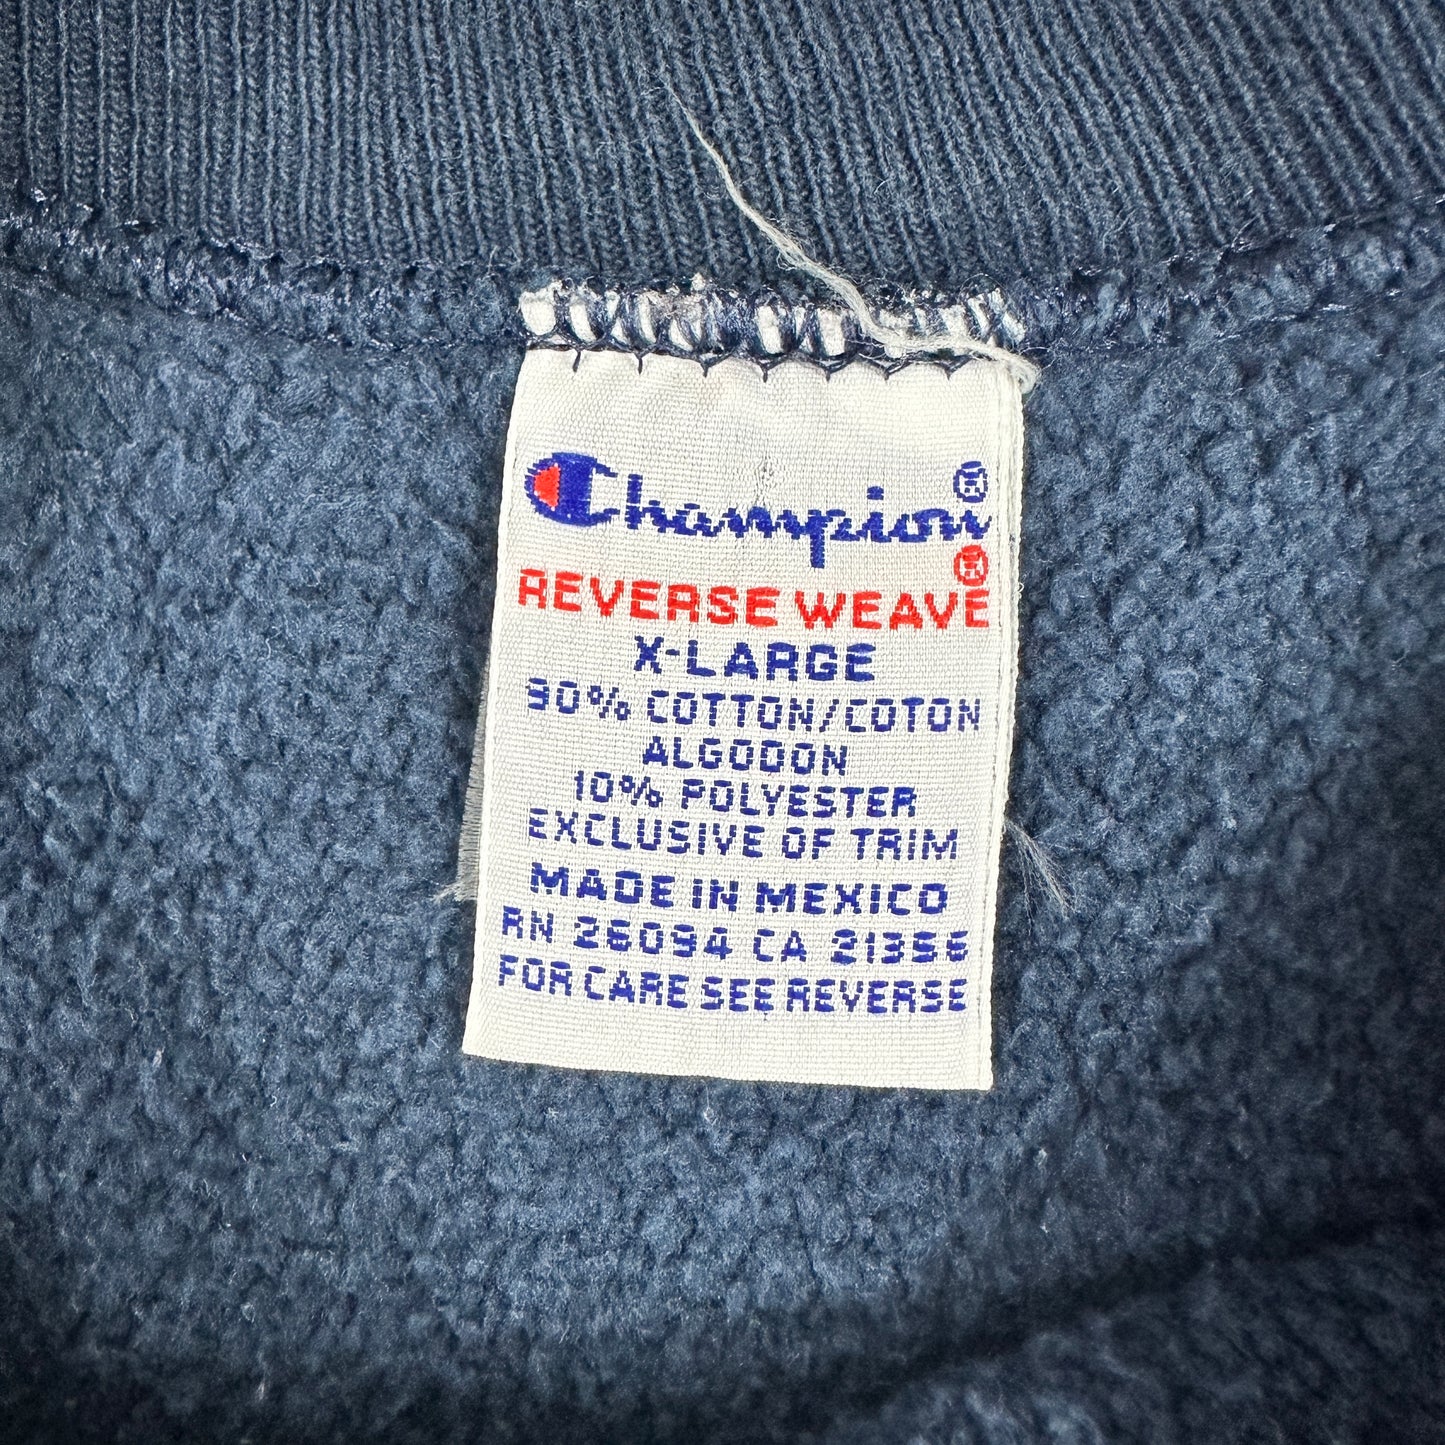 Champion®
REVERSE WEAVE®
X-LARGE
90% COTTON/COTON
ALGODON
10% POLYESTER
EXCLUSIVE OF TRIM
MADE IN MEXICO
RN 26094 CA 21356
FOR CARE SEE REVERSE